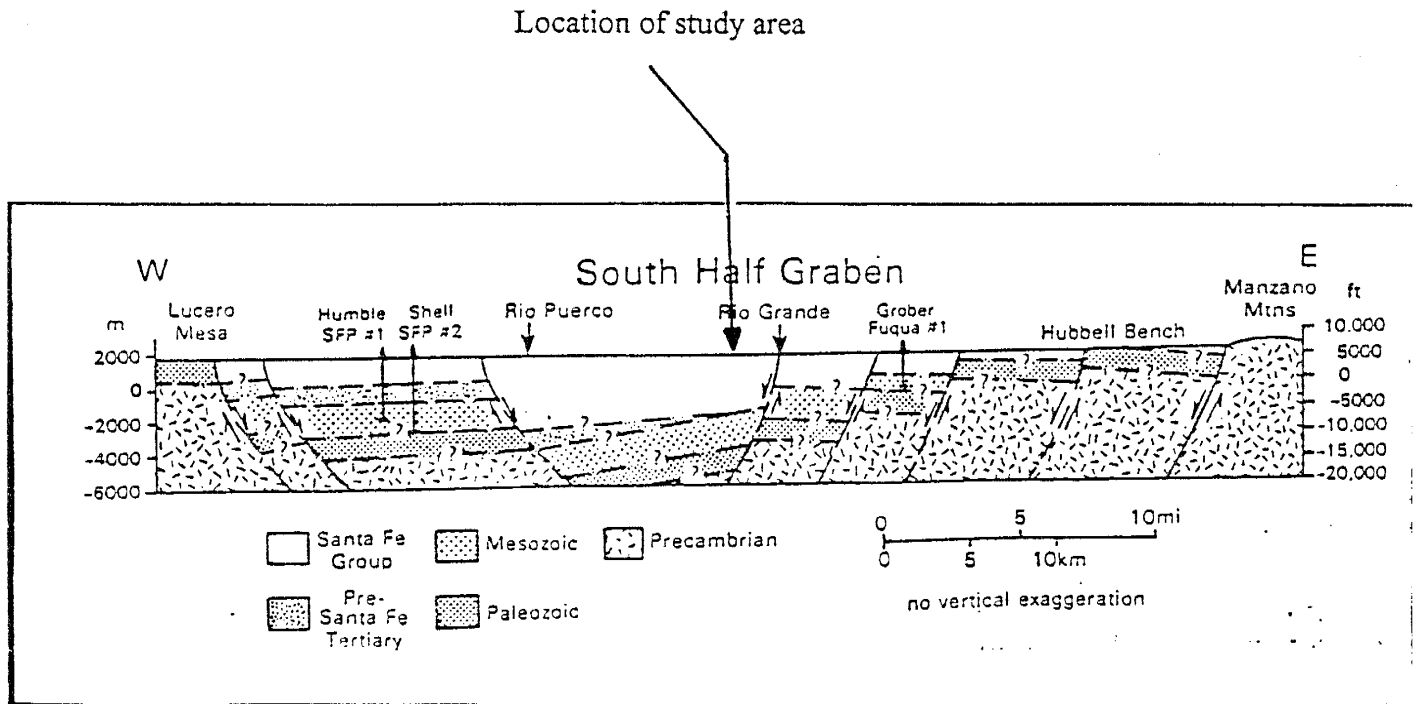 Location of study area
W
South Half Graben
E
Lucero
Mesa
Humble
SFP #1
Shell
SFP #2
Rio Puerco
Rio Grande
Grober
Fuqua #1
Hubbell Bench
Manzano
Mtns
m
ft
2000
0
-2000
-4000
-6000
10.000
5000
0
-5000
-10.000
-15.000
-20.000
? ? ? ? ? ? ? ? ? ? ? ? ? ? ? ? ?
Santa Fe
Group
Mesozoic
Precambrian
Pre-
Santa Fe
Tertiary
Paleozoic
0 5 10mi
0 5 10km
no vertical exaggeration